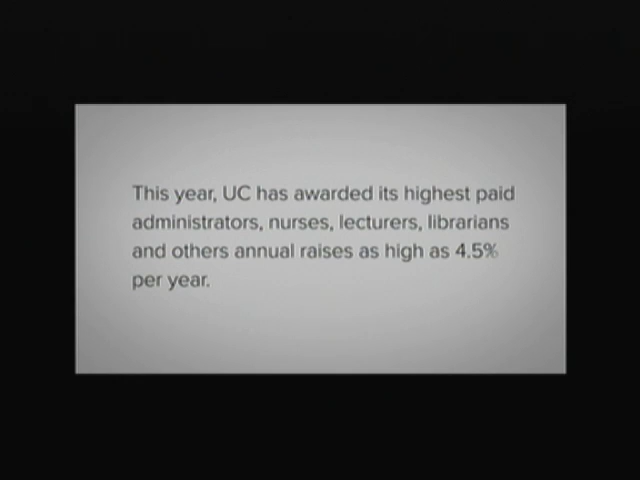 This year, UC has awarded its highest paid
administrators, nurses, lecturers, librarians
and others annual raises as high as 4.5%
per year.